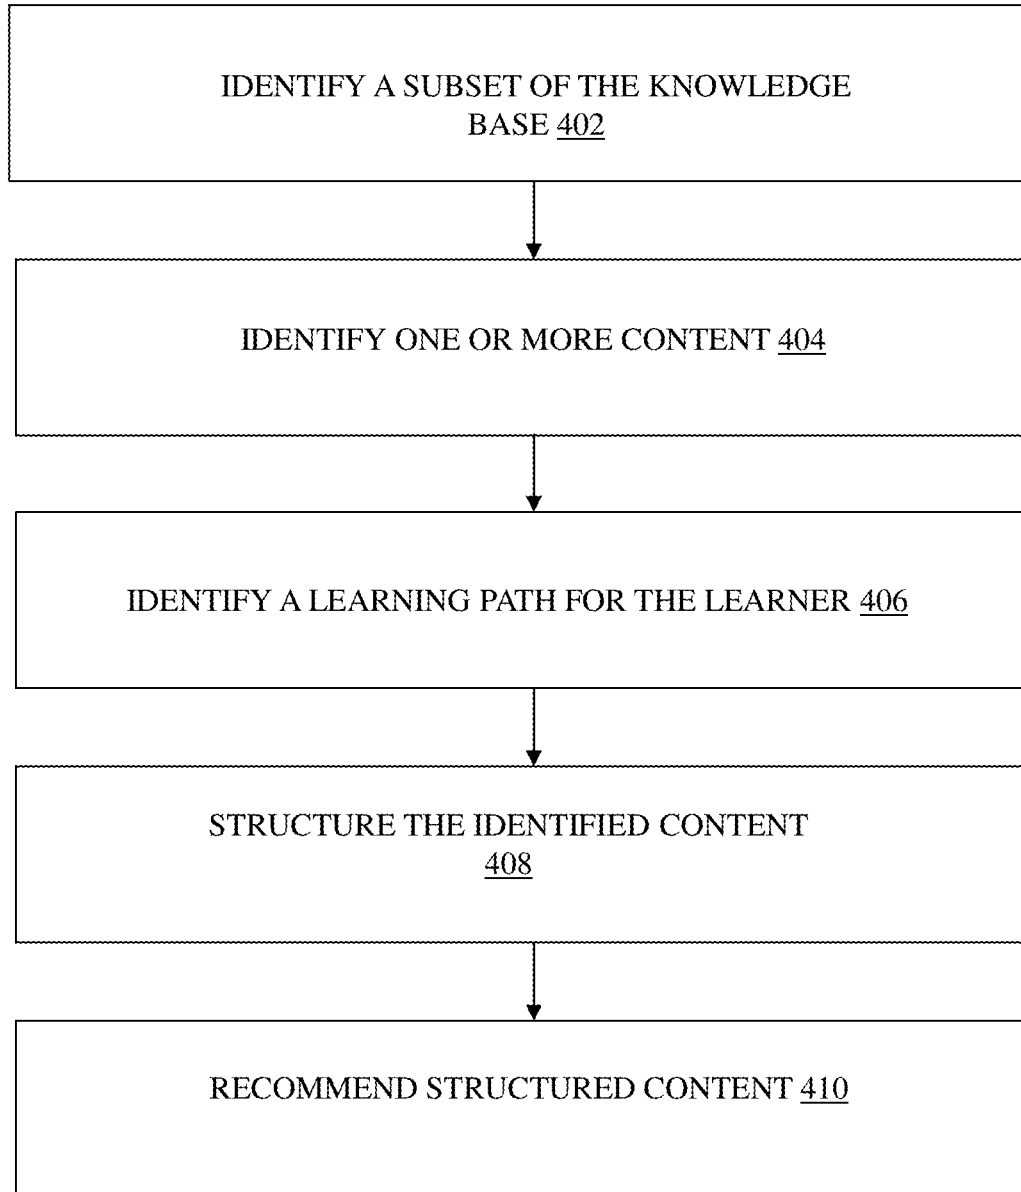 IDENTIFY A SUBSET OF THE KNOWLEDGE
BASE 402
IDENTIFY ONE OR MORE CONTENT 404
IDENTIFY A LEARNING PATH FOR THE LEARNER 406
STRUCTURE THE IDENTIFIED CONTENT
408
RECOMMEND STRUCTURED CONTENT 410